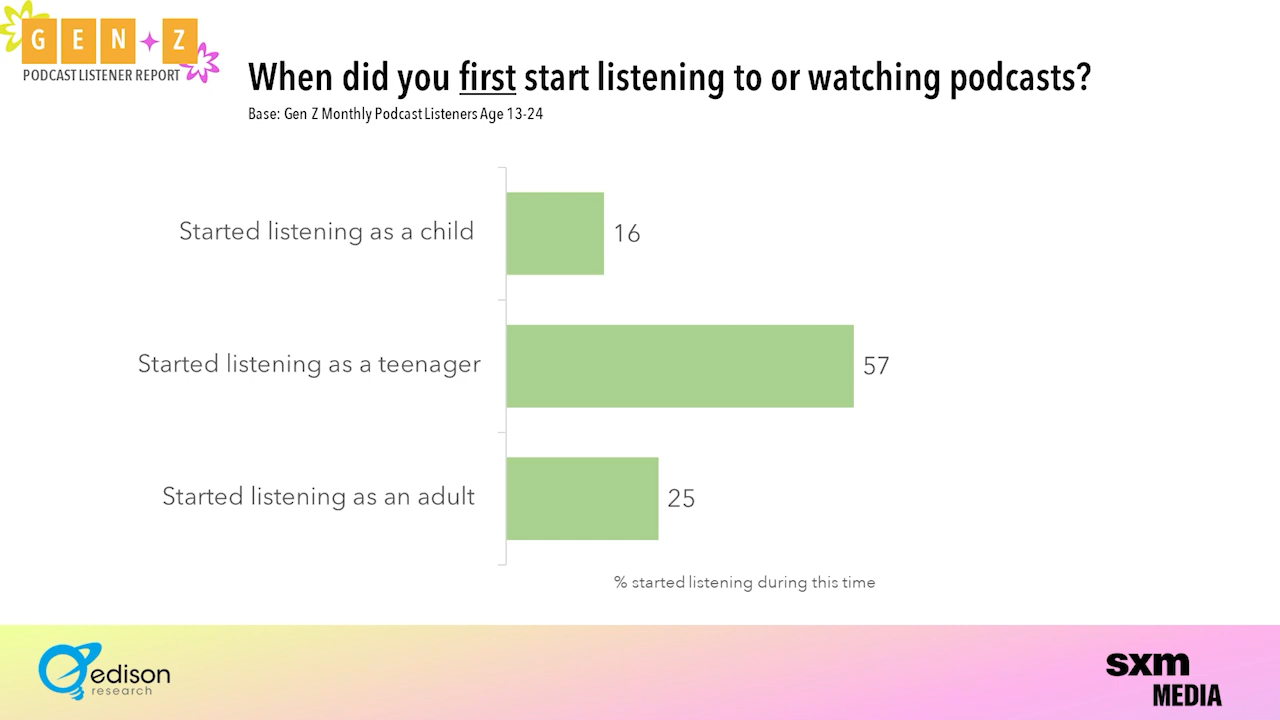 GEN Z
PODCAST LISTENER REPORT
When did you first start listening to or watching podcasts?
Base: Gen Z Monthly Podcast Listeners Age 13-24
Started listening as a child
16
Started listening as a teenager
57
Started listening as an adult
25
% started listening during this time
edison
research
sxm
MEDIA